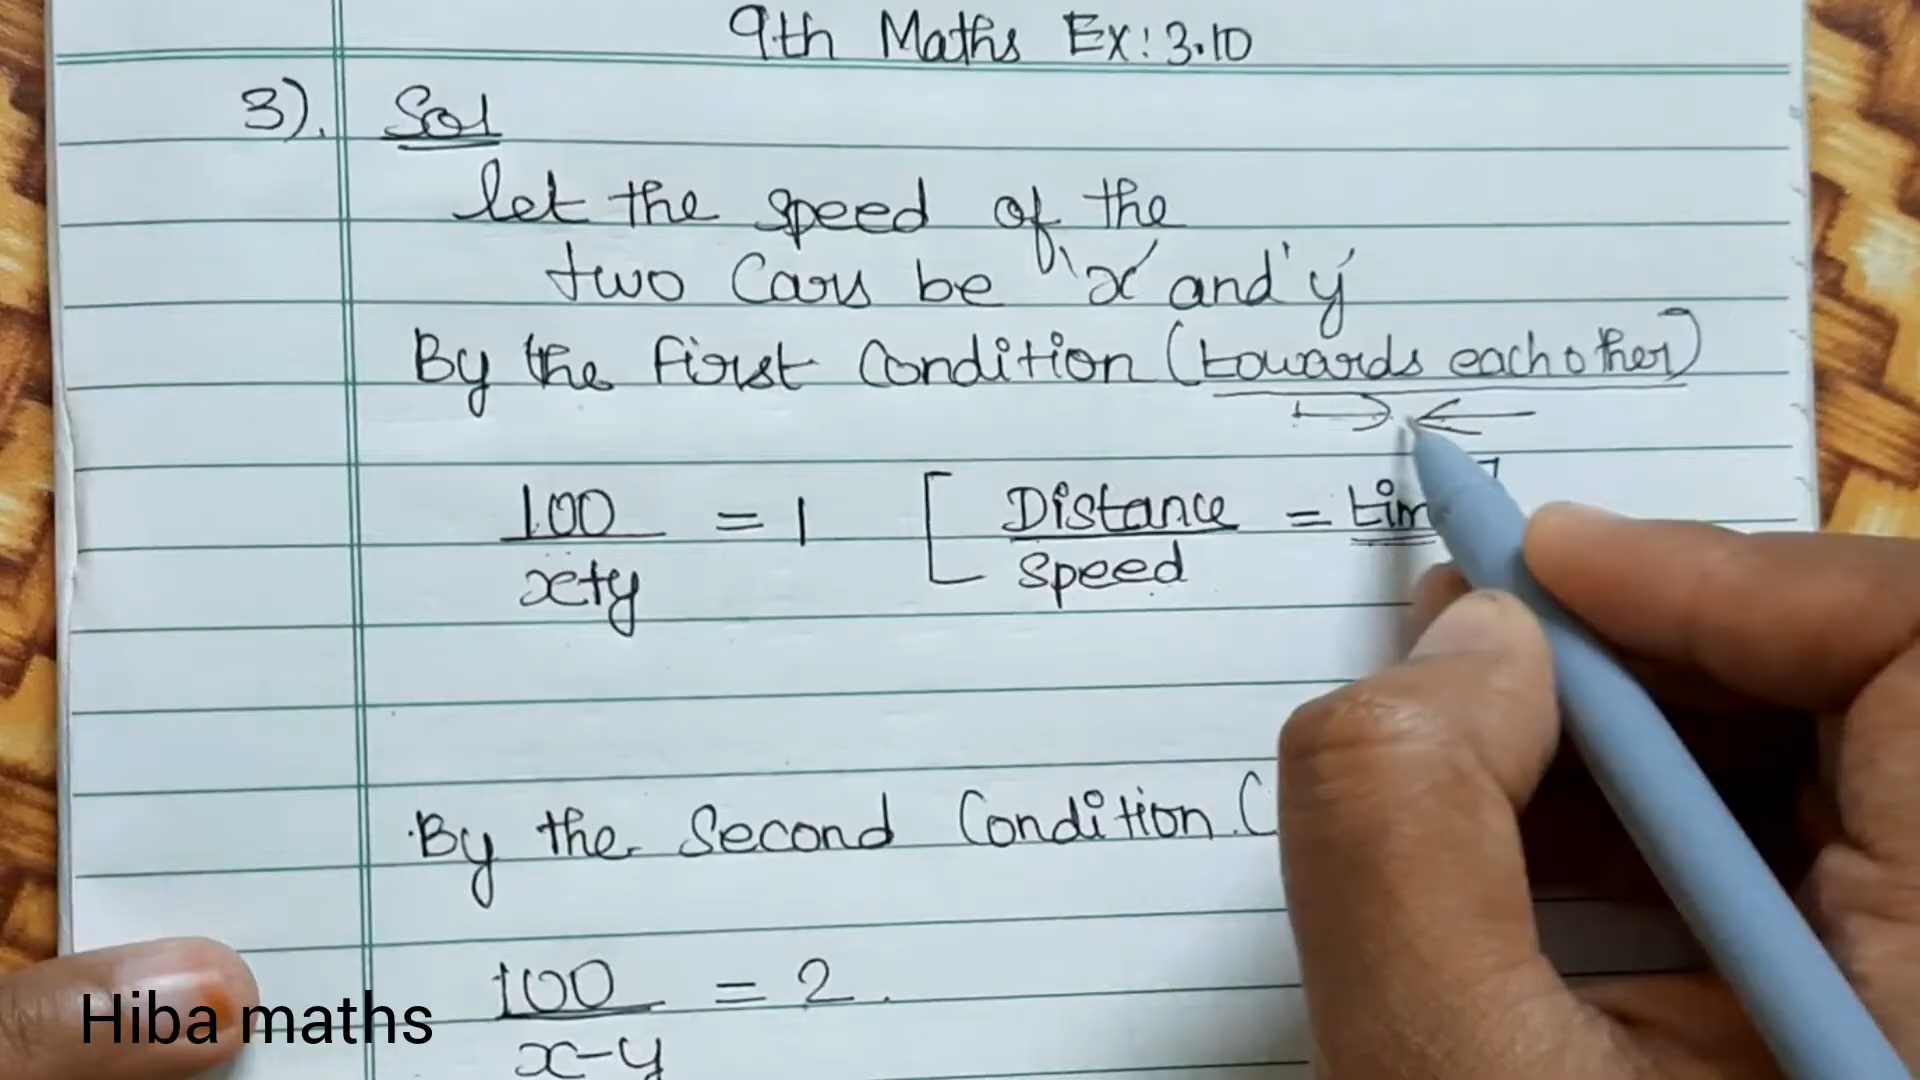 9th Maths Ex: 3.10
3). Sol
let the speed of the
two Cars be 'x' and 'y'
By the First Condition (towards each other)
100 / x+y = 1 [ Distance / Speed =
By the Second Condition (
100 / x-y = 2.
Hiba maths